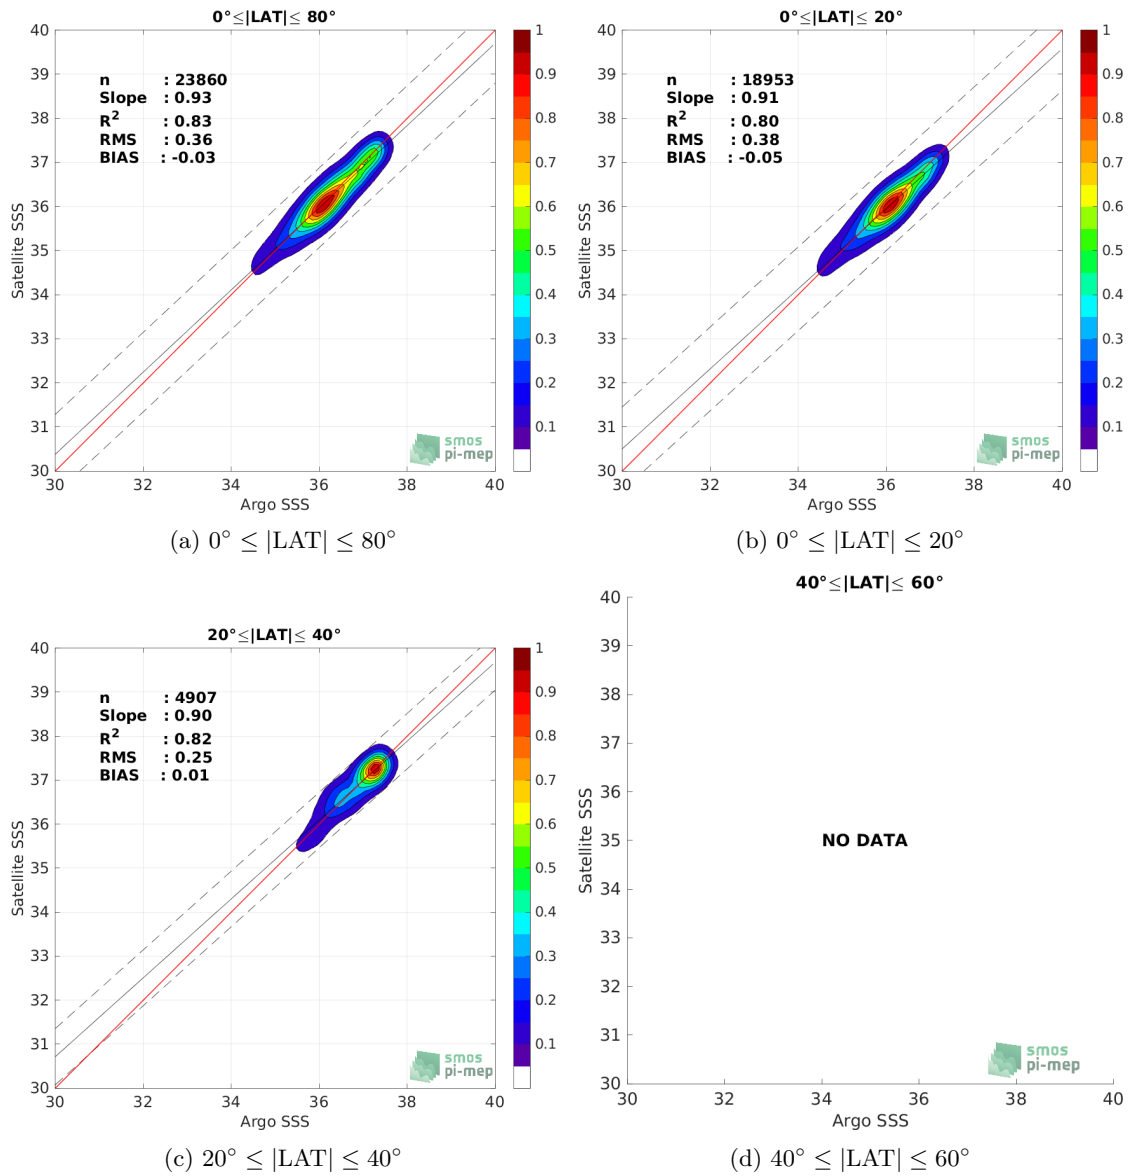 0°≤|LAT|≤ 80°
n : 23860
Slope : 0.93
R² : 0.83
RMS : 0.36
BIAS : -0.03
40
39
38
37
36
35
34
33
32
31
30
30 32 34 36 38 40
Satellite SSS
Argo SSS
1
0.9
0.8
0.7
0.6
0.5
0.4
0.3
0.2
0.1
smos
pi-mep
(a) 0° ≤ |LAT| ≤ 80°
0°≤|LAT|≤ 20°
n : 18953
Slope : 0.91
R² : 0.80
RMS : 0.38
BIAS : -0.05
40
39
38
37
36
35
34
33
32
31
30
30 32 34 36 38 40
Satellite SSS
Argo SSS
1
0.9
0.8
0.7
0.6
0.5
0.4
0.3
0.2
0.1
smos
pi-mep
(b) 0° ≤ |LAT| ≤ 20°
20°≤|LAT|≤ 40°
n : 4907
Slope : 0.90
R² : 0.82
RMS : 0.25
BIAS : 0.01
40
39
38
37
36
35
34
33
32
31
30
30 32 34 36 38 40
Satellite SSS
Argo SSS
1
0.9
0.8
0.7
0.6
0.5
0.4
0.3
0.2
0.1
smos
pi-mep
(c) 20° ≤ |LAT| ≤ 40°
40°≤|LAT|≤ 60°
40
39
38
37
36
35
34
33
32
31
30
30 32 34 36 38 40
Satellite SSS
NO DATA
Argo SSS
smos
pi-mep
(d) 40° ≤ |LAT| ≤ 60°